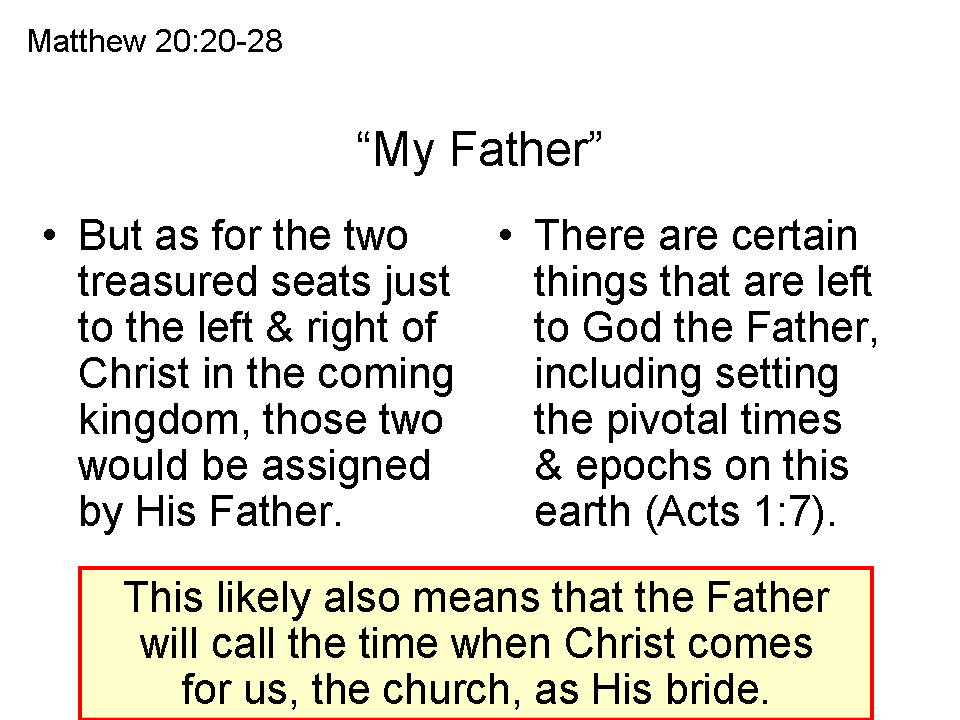 Matthew 20:20-28
“My Father”
• But as for the two
treasured seats just
to the left & right of
Christ in the coming
kingdom, those two
would be assigned
by His Father.
• There are certain
things that are left
to God the Father,
including setting
the pivotal times
& epochs on this
earth (Acts 1:7).
This likely also means that the Father
will call the time when Christ comes
for us, the church, as His bride.